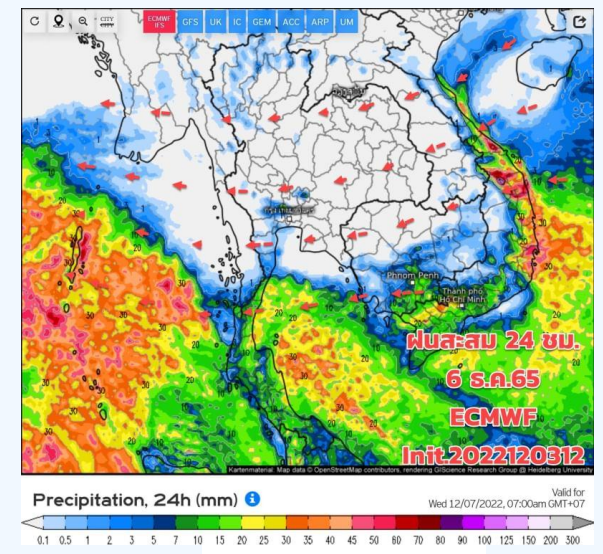 CITY
CITY
ECMWF IFS GFS UK IC GEM ACC ARP UM
Phnom Penh
Thành phố
Hồ Chí Minh
ฝนสะสม 24 ชม.
6 ธ.ค.65
ECMWF
Init.2022120312
Kartenmaterial Map data © OpenStreetMap contributors, rendering GIScience Research Group @ Heidelberg University
Precipitation, 24h (mm)
Valid for
Wed 12/07/2022, 07:00am GMT+07
0.1 0.5 1 2 3 5 7 10 15 20 25 30 35 40 45 50 60 70 80 90 100 125 150 200 300